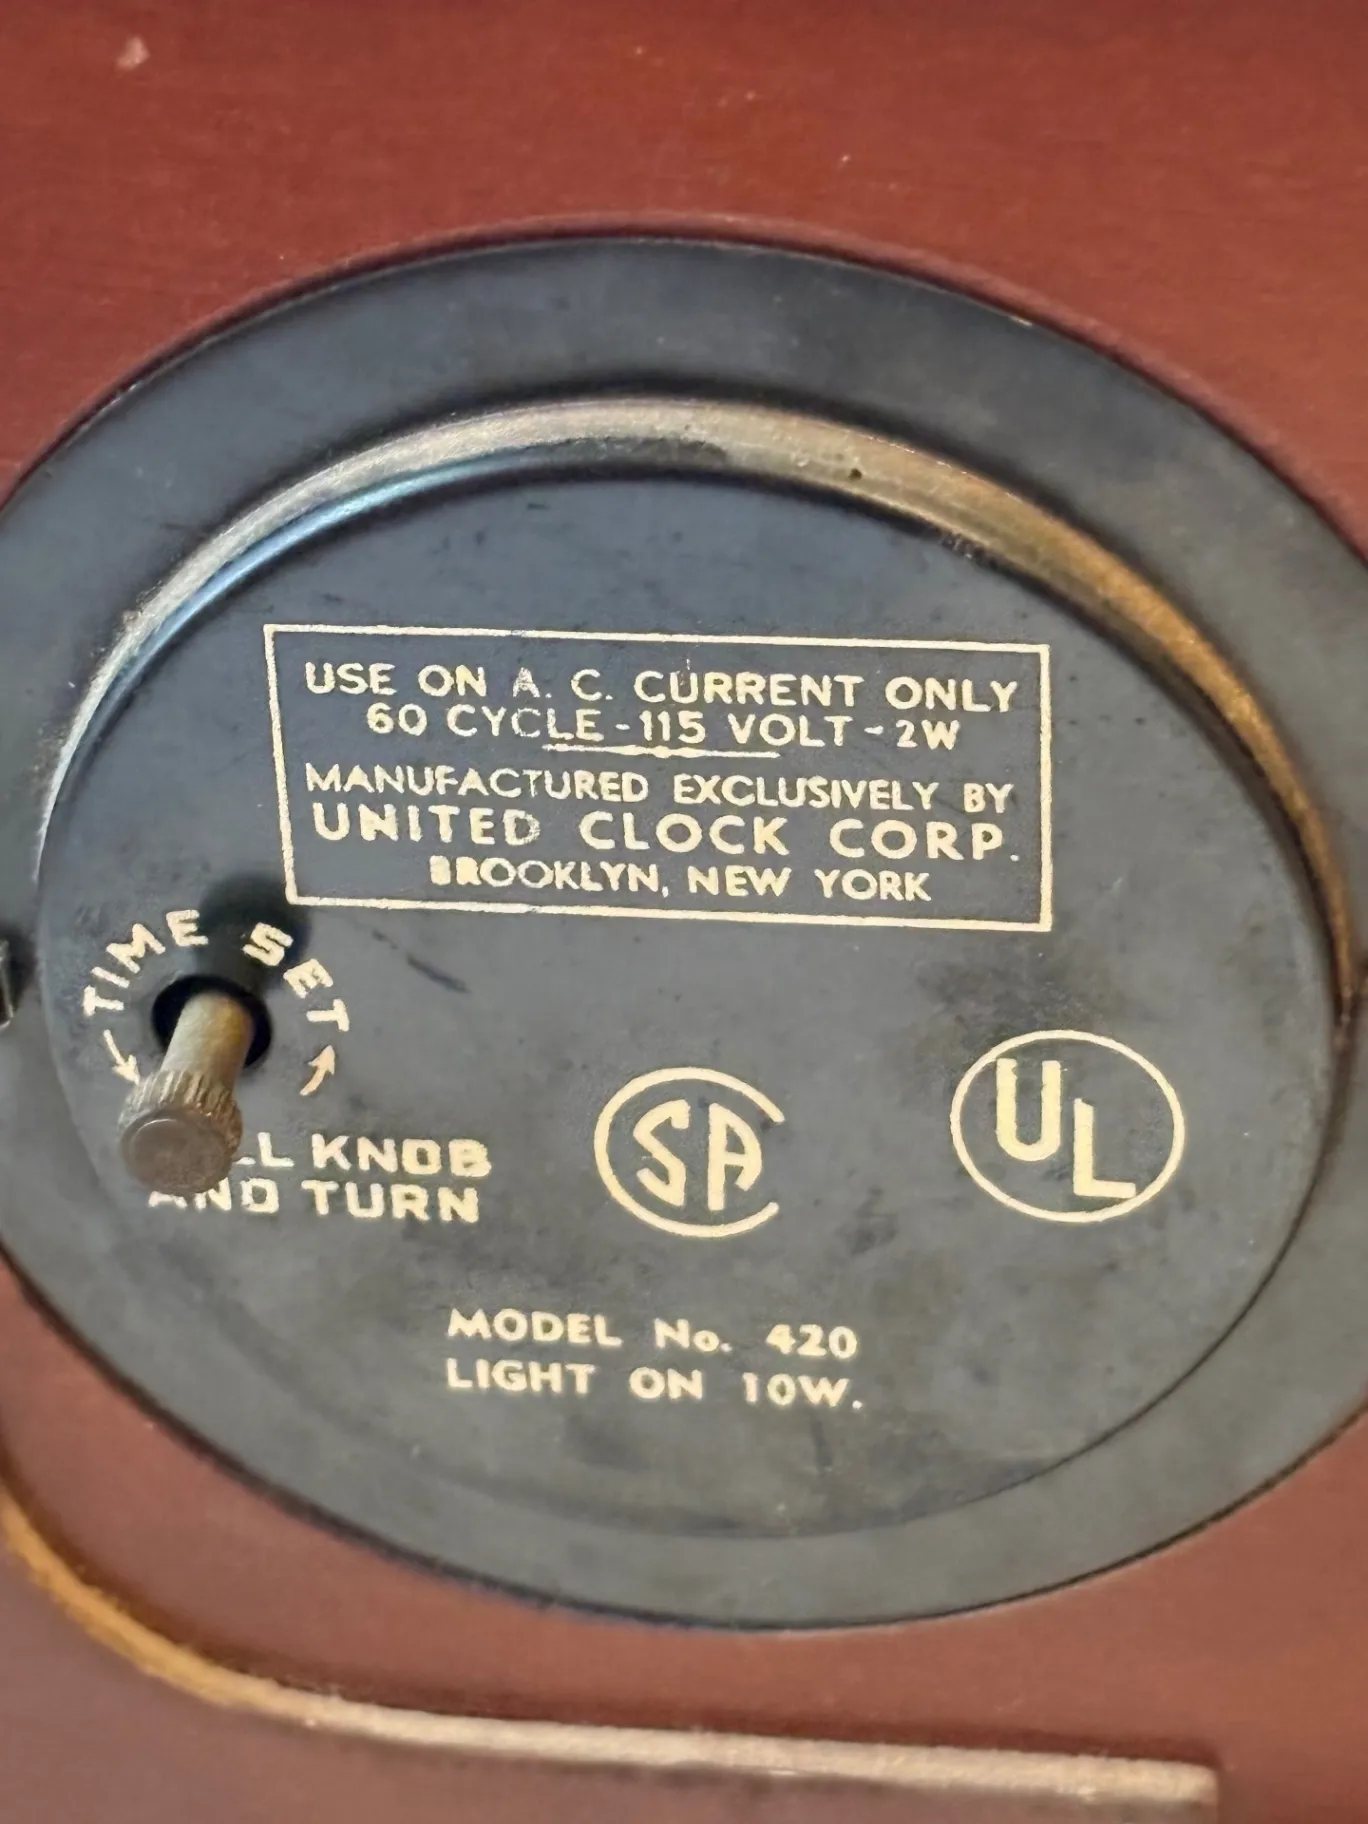 USE ON A. C. CURRENT ONLY
60 CYCLE - 115 VOLT - 2W
MANUFACTURED EXCLUSIVELY BY
UNITED CLOCK CORP.
BROOKLYN, NEW YORK
TIME SET
KNOB
AND TURN
CSA
UL
MODEL No. 420
LIGHT ON 10W.